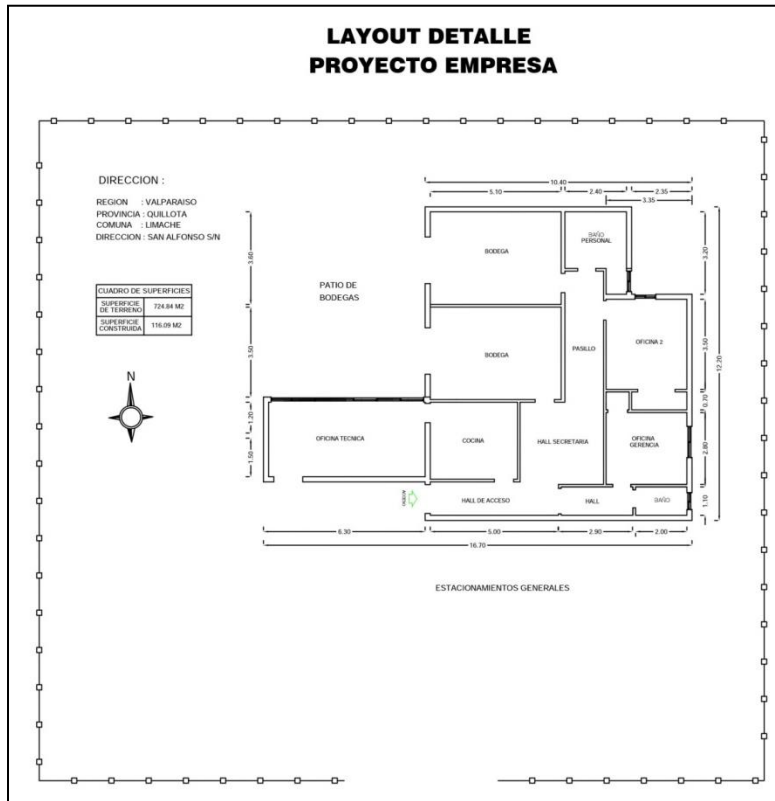 LAYOUT DETALLE
PROYECTO EMPRESA
DIRECCION :
REGION : VALPARAISO
PROVINCIA : QUILLOTA
COMUNA : LIMACHE
DIRECCION : SAN ALFONSO S/N
CUADRO DE SUPERFICIES
SUPERFICIE DE TERRENO 724.84 M2
SUPERFICIE CONSTRUIDA 116.09 M2
N
10.40
5.10
2.40
2.35
3.35
3.60
3.50
1.20
1.50
PATIO DE
BODEGAS
BODEGA
BAÑO
PERSONAL
BODEGA
PASILLO
OFICINA 2
3.20
3.50
12.20
0.70
2.80
1.10
OFICINA TECNICA
COCINA
HALL SECRETARIA
OFICINA
GERENCIA
ACCESO
HALL DE ACCESO
HALL
BAÑO
6.30
5.00
2.90
2.00
16.70
ESTACIONAMIENTOS GENERALES